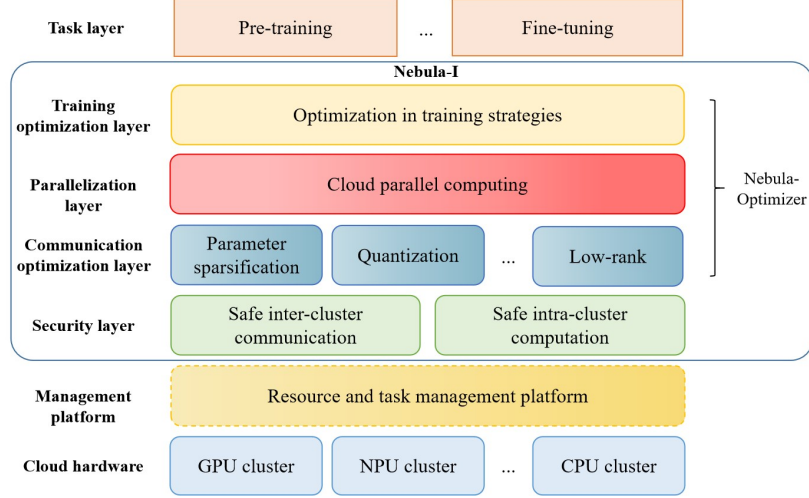 Task layer
Pre-training
...
Fine-tuning
Nebula-I
Training
optimization layer
Optimization in training strategies
Parallelization
layer
Cloud parallel computing
Nebula-
Optimizer
Communication
optimization layer
Parameter
sparsification
Quantization
...
Low-rank
Security layer
Safe inter-cluster
communication
Safe intra-cluster
computation
Management
platform
Resource and task management platform
Cloud hardware
GPU cluster
NPU cluster
...
CPU cluster